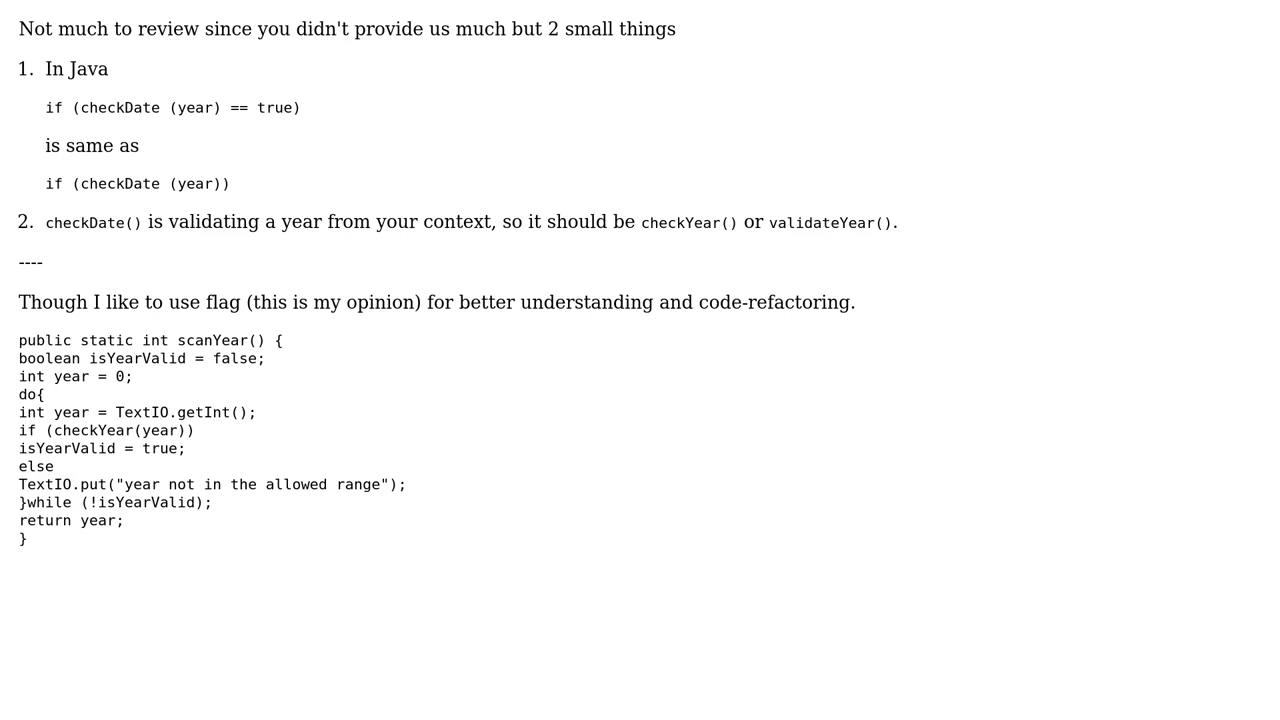 Not much to review since you didn't provide us much but 2 small things
1. In Java
if (checkDate (year) == true)
is same as
if (checkDate (year))
2. checkDate() is validating a year from your context, so it should be checkYear() or validateYear().
----
Though I like to use flag (this is my opinion) for better understanding and code-refactoring.
public static int scanYear() {
boolean isYearValid = false;
int year = 0;
do{
int year = TextIO.getInt();
if (checkYear(year))
isYearValid = true;
else
TextIO.put("year not in the allowed range");
}while (!isYearValid);
return year;
}